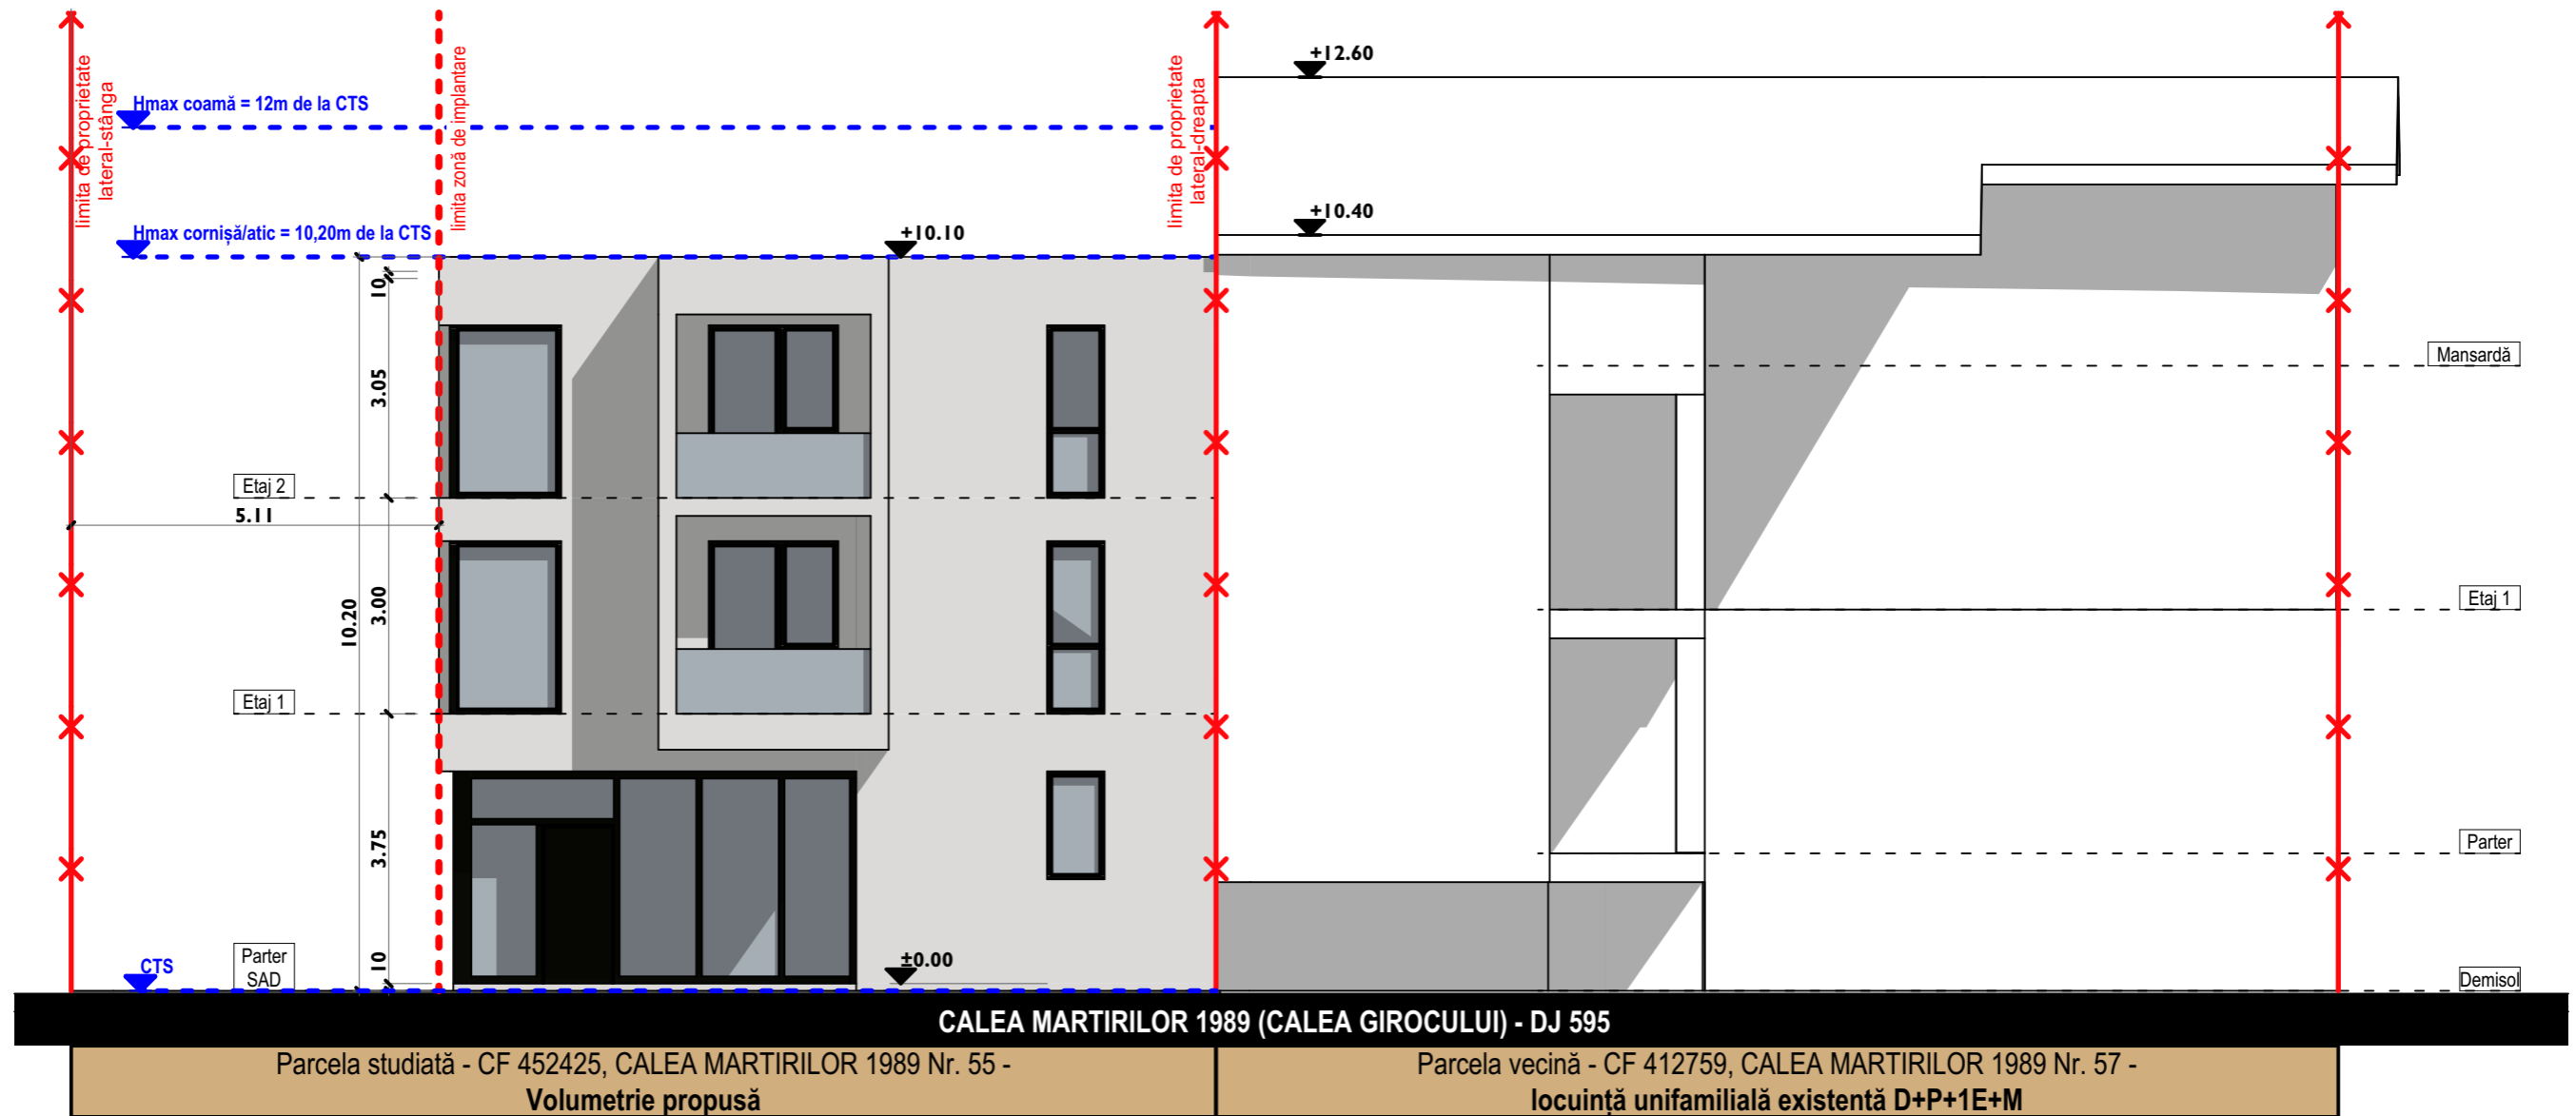 limita de proprietate
lateral-stânga
Hmax coamă = 12m de la CTS
limita zonă de implantare
limita de proprietate
lateral-dreapta
+12.60
Hmax cornișă/atic = 10,20m de la CTS
+10.10
+10.40
10
3.05
Mansardă
Etaj 2
5.11
10.20
3.00
Etaj 1
Etaj 1
3.75
Parter
10
CTS
Parter
SAD
±0.00
Demisol
CALEA MARTIRILOR 1989 (CALEA GIROCULUI) - DJ 595
Parcela studiată - CF 452425, CALEA MARTIRILOR 1989 Nr. 55 -
Volumetrie propusă
Parcela vecină - CF 412759, CALEA MARTIRILOR 1989 Nr. 57 -
locuință unifamilială existentă D+P+1E+M